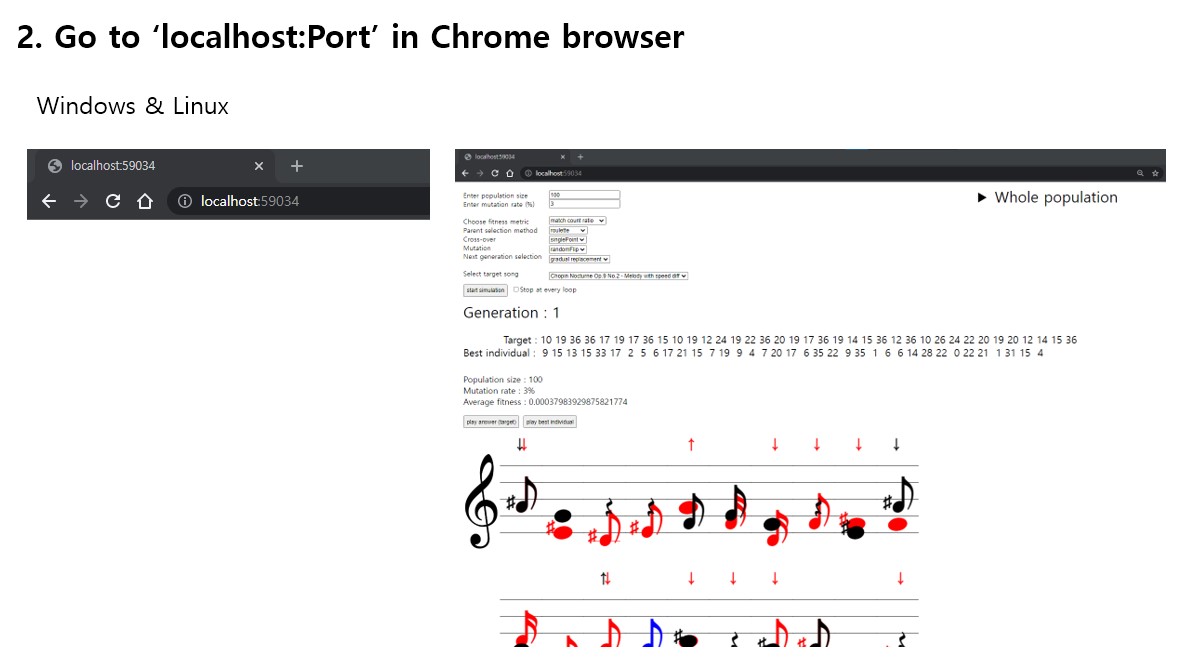 2. Go to ‘localhost:Port’ in Chrome browser
Windows & Linux
localhost:59034
localhost:59034
localhost:59034
localhost:59034
Enter population size 100
Enter mutation rate (%) 3
Choose fitness metric match count ratio
Parent selection method roulette
Cross-over singlePoint
Mutation randomFlip
Next generation selection gradual replacement
Select target song Chopin Nocturne Op.9 No.2 - Melody with speed diff
start simulation Stop at every loop
▶ Whole population
Generation : 1
Target : 10 19 36 36 17 19 17 36 15 10 19 12 24 19 22 36 20 19 17 36 19 14 15 36 12 36 10 26 24 22 20 19 20 12 14 15 36
Best individual : 9 15 13 15 33 17 2 5 6 17 21 15 7 19 9 4 7 20 17 6 35 22 9 35 1 6 6 14 28 22 0 22 21 1 31 15 4
Population size : 100
Mutation rate : 3%
Average fitness : 0.00037983929875821774
play answer (target) play best individual